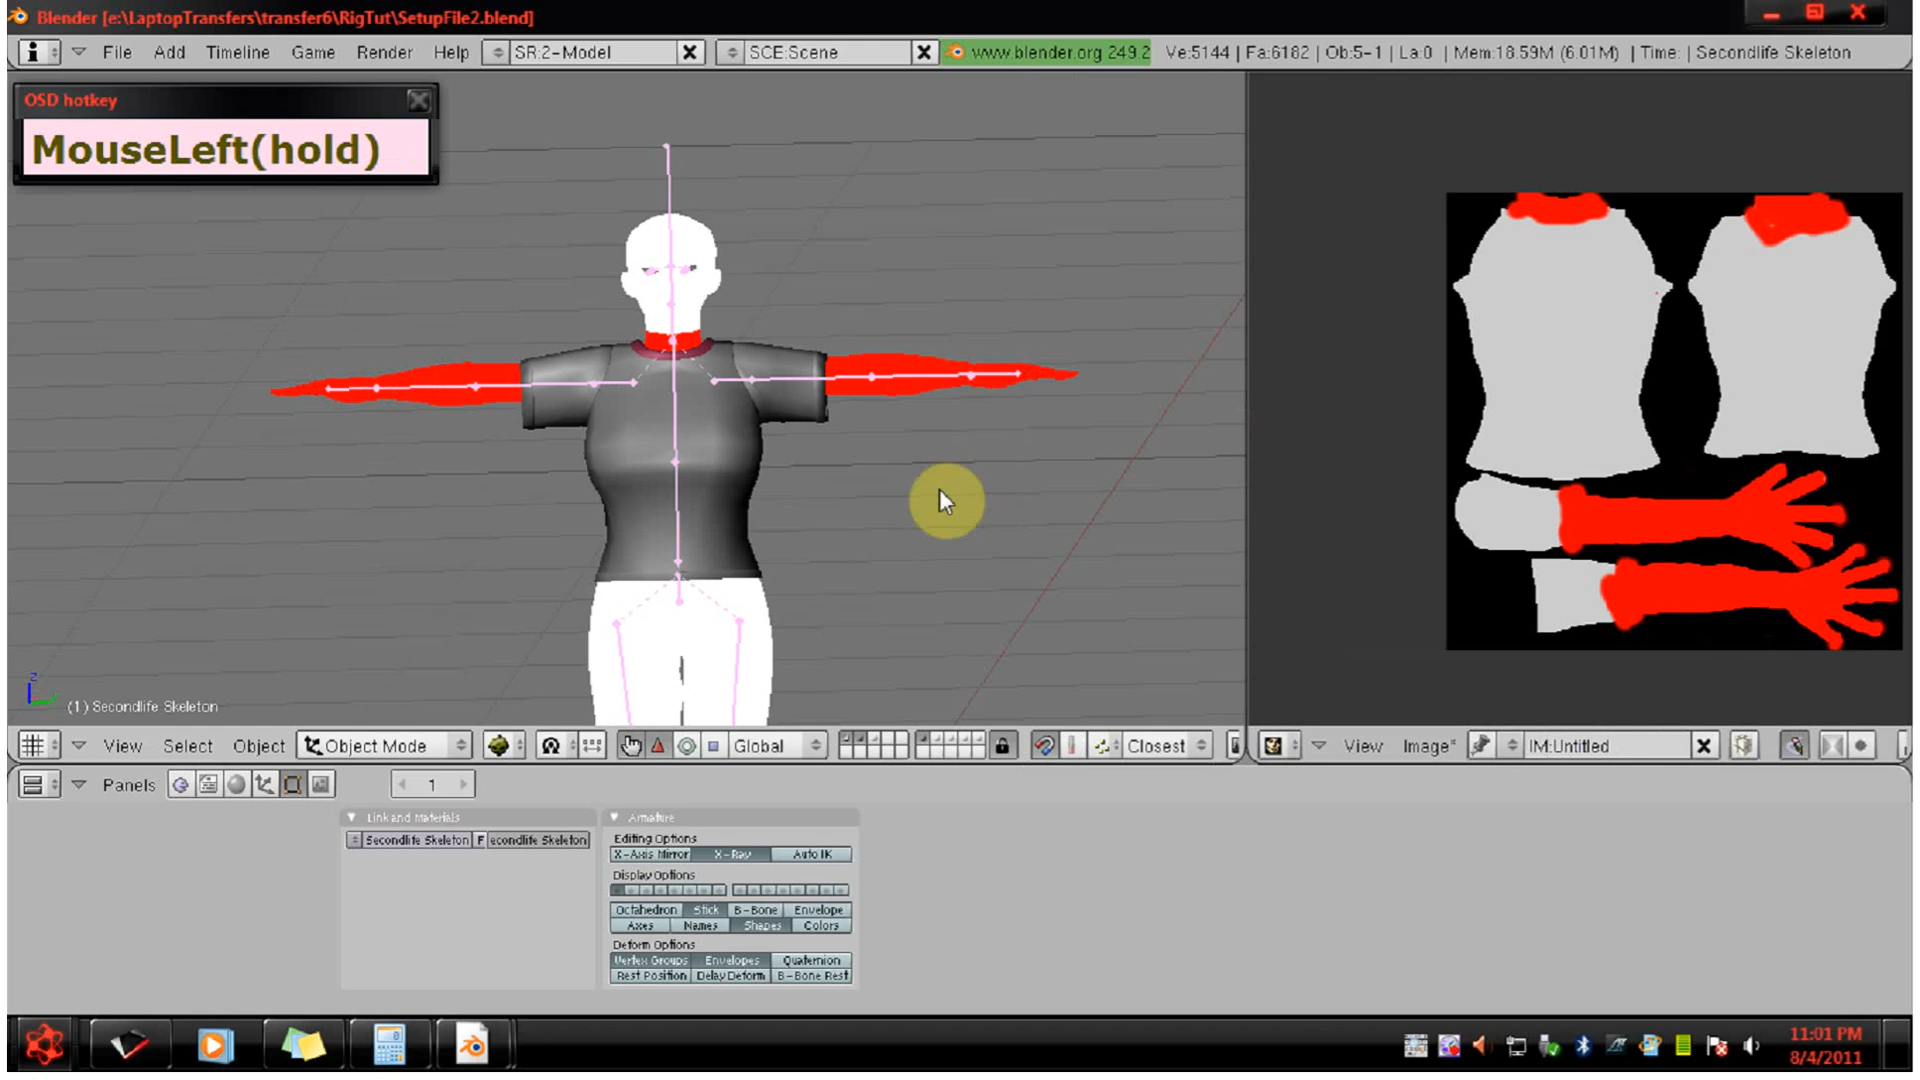 Blender [e:\LaptopTransfers\transfer6\RigTut\SetupFile2.blend]
File Add Timeline Game Render Help SR:2-Model SCE:Scene www.blender.org 249.2 Ve:5144 | Fa:6182 | Ob:5-1 | La:0 | Mem:18.59M (6.01M) | Time: | Secondlife Skeleton
OSD hotkey
MouseLeft(hold)
z
(1) Secondlife Skeleton
View Select Object Object Mode Global Closest View Image* IM:Untitled
Panels 1
Link and Materials
Secondlife Skeleton F econdlife Skeleton
Armature
Editing Options
X-Axis Mirror X-Ray Auto IK
Display Options
Octahedron Stick B-Bone Envelope
Axes Names Shapes Colors
Deform Options
Vertex Groups Envelopes Quaternion
Rest Position Delay Deform B-Bone Rest
11:01 PM
8/4/2011